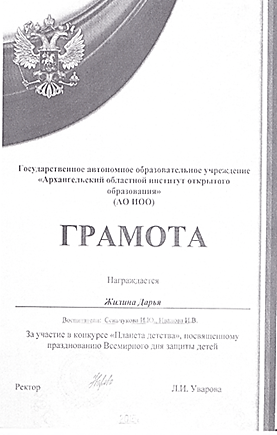 Государственное автономное образовательное учреждение
«Архангельский областной институт открытого
образования»
(АО ИОО)
ГРАМОТА
Награждается
Жилина Дарья
И.В.
За участие в конкурсе «Планета детства», посвященному
празднованию Всемирного дня защиты детей
Ректор Л.И. Уварова